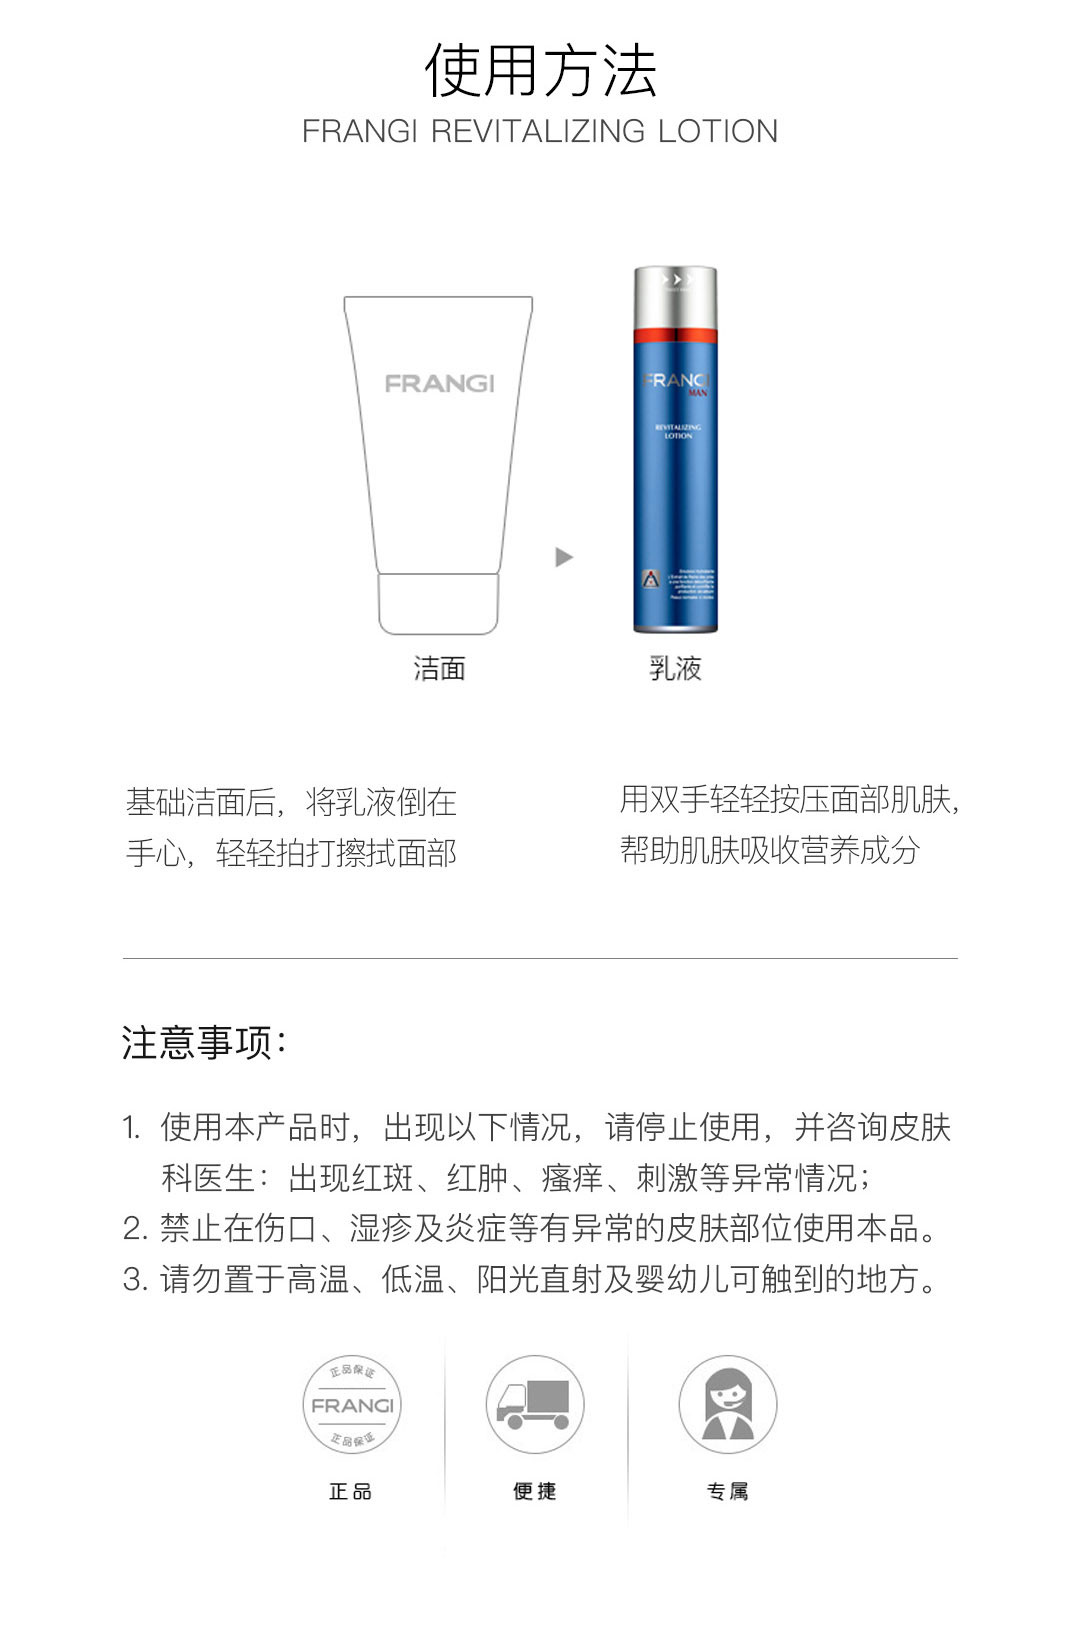 使用方法
FRANGI REVITALIZING LOTION
FRANGI
FRANGI
MAN
REVITALIZING
LOTION
洁面
乳液
基础洁面后，将乳液倒在
手心，轻轻拍打擦拭面部
用双手轻轻按压面部肌肤，
帮助肌肤吸收营养成分
注意事项：
1. 使用本产品时，出现以下情况，请停止使用，并咨询皮肤
科医生：出现红斑、红肿、瘙痒、刺激等异常情况；
2. 禁止在伤口、湿疹及炎症等有异常的皮肤部位使用本品。
3. 请勿置于高温、低温、阳光直射及婴幼儿可触到的地方。
正品保证
FRANGI
正品保证
正品
便捷
专属